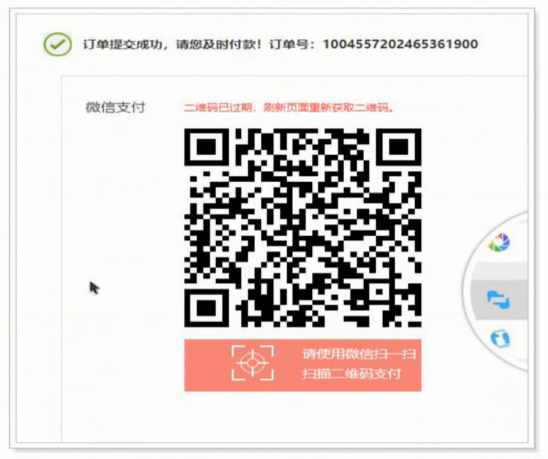 订单提交成功，请您及时付款！订单号：1004557202465361900
微信支付
二维码已过期，刷新页面重新获取二维码。
请使用微信扫一扫
扫描二维码支付